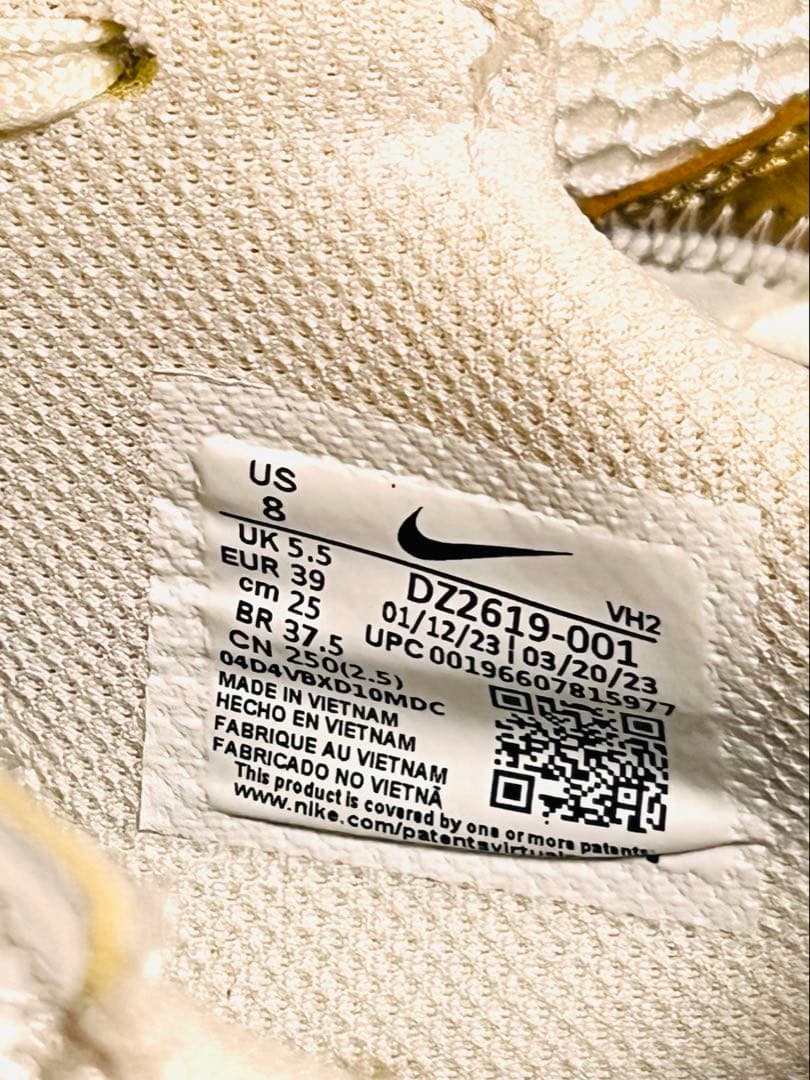 US
8
UK 5.5
EUR 39
cm 25
BR 37.5
CN 250(2.5)
04D4VBXD10MDC
VH2
DZ2619-001
01/12/23 | 03/20/23
UPC 00196607815977
MADE IN VIETNAM
HECHO EN VIETNAM
FABRIQUE AU VIETNAM
FABRICADO NO VIETNÃ
This product is covered by one or more patents
www.nike.com/patents